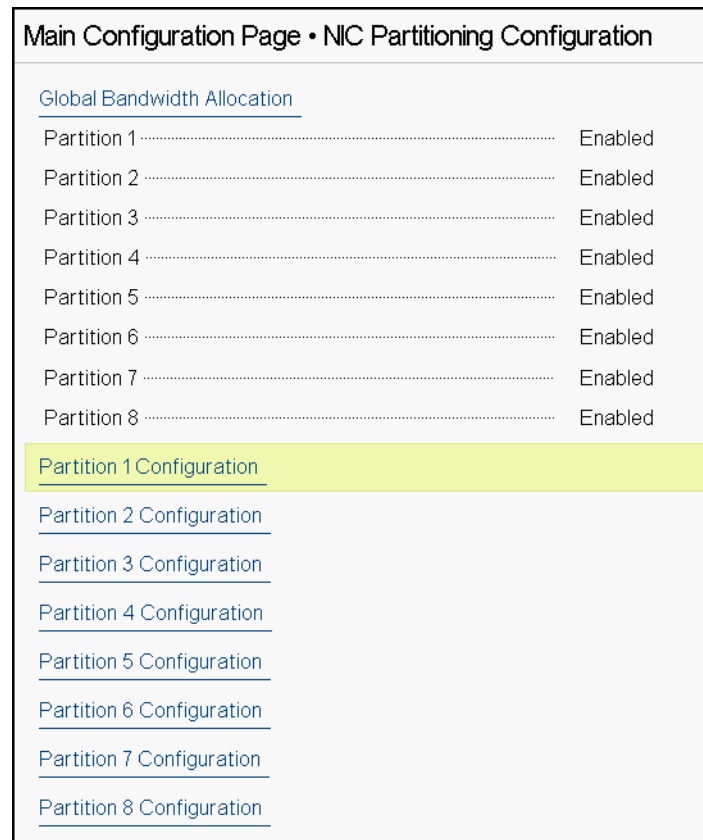 Main Configuration Page • NIC Partitioning Configuration
Global Bandwidth Allocation
Partition 1 Enabled
Partition 2 Enabled
Partition 3 Enabled
Partition 4 Enabled
Partition 5 Enabled
Partition 6 Enabled
Partition 7 Enabled
Partition 8 Enabled
Partition 1 Configuration
Partition 2 Configuration
Partition 3 Configuration
Partition 4 Configuration
Partition 5 Configuration
Partition 6 Configuration
Partition 7 Configuration
Partition 8 Configuration